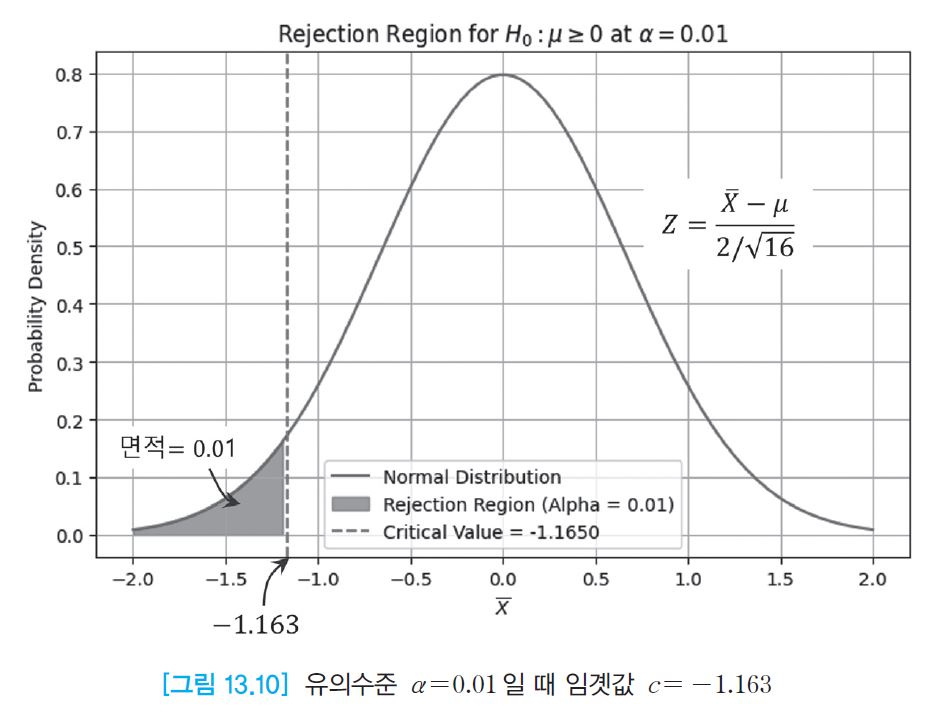 Rejection Region for H₀ : μ ≥ 0 at α = 0.01
Probability Density
0.8
0.7
0.6
0.5
0.4
0.3
0.2
0.1
0.0
Z = (X̄ − μ) / (2/√16)
면적= 0.01
Normal Distribution
Rejection Region (Alpha = 0.01)
Critical Value = -1.1650
−2.0 −1.5 −1.0 −0.5 0.0 0.5 1.0 1.5 2.0
X̄
−1.163
[그림 13.10] 유의수준 α=0.01일 때 임곗값 c= −1.163